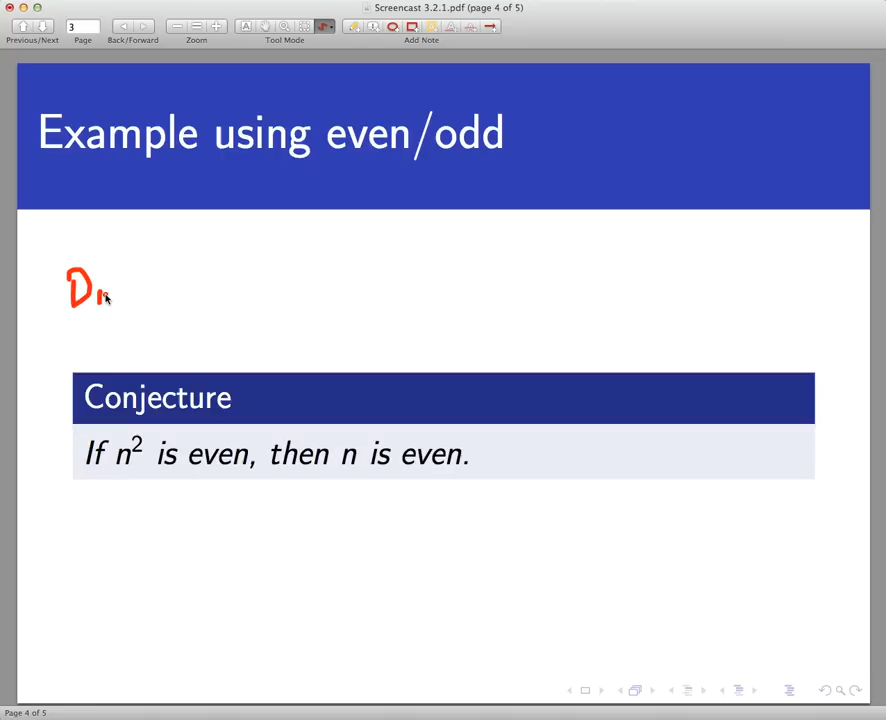 Screencast 3.2.1.pdf (page 4 of 5)
3
Previous/Next Page Back/Forward Zoom Tool Mode Add Note
Example using even/odd
Conjecture
If n² is even, then n is even.
Page 4 of 5